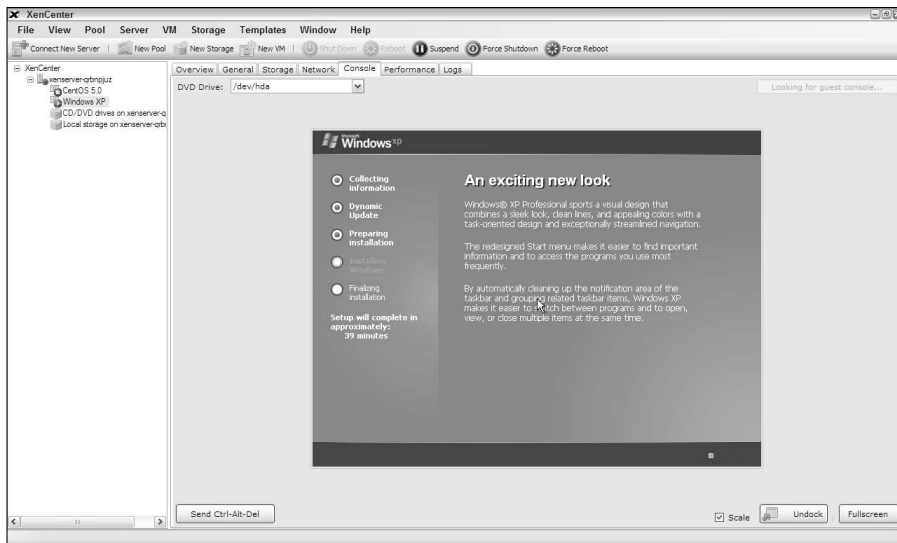 XenCenter
File View Pool Server VM Storage Templates Window Help
Connect New Server New Pool New Storage New VM Shut Down Reboot Suspend Force Shutdown Force Reboot
XenCenter
xenserver-qrbnpjuz
CentOS 5.0
Windows XP
CD/DVD drives on xenserver-q
Local storage on xenserver-qrbr
Overview General Storage Network Console Performance Logs
DVD Drive: /dev/hda
Looking for guest console...
Microsoft
Windows xp
Collecting
information
Dynamic
Update
Preparing
installation
Installing
Windows
Finalizing
installation
Setup will complete in
approximately:
39 minutes
An exciting new look
Windows® XP Professional sports a visual design that
combines a sleek look, clean lines, and appealing colors with a
task-oriented design and exceptionally streamlined navigation.
The redesigned Start menu makes it easier to find important
information and to access the programs you use most
frequently.
By automatically cleaning up the notification area of the
taskbar and grouping related taskbar items, Windows XP
makes it easier to switch between programs and to open,
view, or close multiple items at the same time.
Send Ctrl-Alt-Del
Scale
Undock
Fullscreen